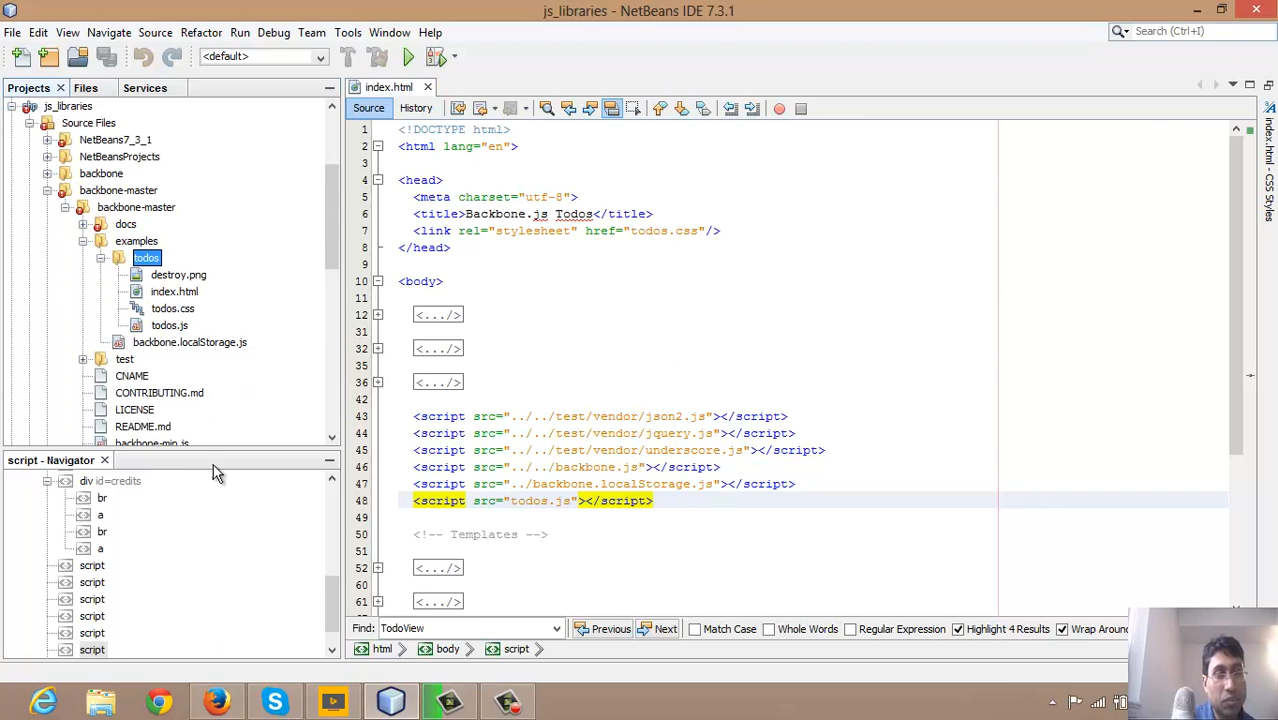 js_libraries - NetBeans IDE 7.3.1
File Edit View Navigate Source Refactor Run Debug Team Tools Window Help
Search (Ctrl+I)
<default>
Projects Files Services
index.html
js_libraries
Source Files
NetBeans7_3_1
NetBeansProjects
backbone
backbone-master
backbone-master
docs
examples
todos
destroy.png
index.html
todos.css
todos.js
backbone.localStorage.js
test
CNAME
CONTRIBUTING.md
LICENSE
README.md
backbone-min.js
script - Navigator
div id=credits
br
a
br
a
script
script
script
script
script
script
Source History
1 <!DOCTYPE html>
2 <html lang="en">
3
4 <head>
5 <meta charset="utf-8">
6 <title>Backbone.js Todos</title>
7 <link rel="stylesheet" href="todos.css"/>
8 </head>
9
10 <body>
11
12 <.../>
31
32 <.../>
35
36 <.../>
42
43 <script src="../../test/vendor/json2.js"></script>
44 <script src="../../test/vendor/jquery.js"></script>
45 <script src="../../test/vendor/underscore.js"></script>
46 <script src="../../backbone.js"></script>
47 <script src="../backbone.localStorage.js"></script>
48 <script src="todos.js"></script>
49
50 <!-- Templates -->
51
52 <.../>
60
61 <.../>
Find: TodoView Previous Next Match Case Whole Words Regular Expression Highlight 4 Results Wrap Around
html body script
index.html - CSS Styles